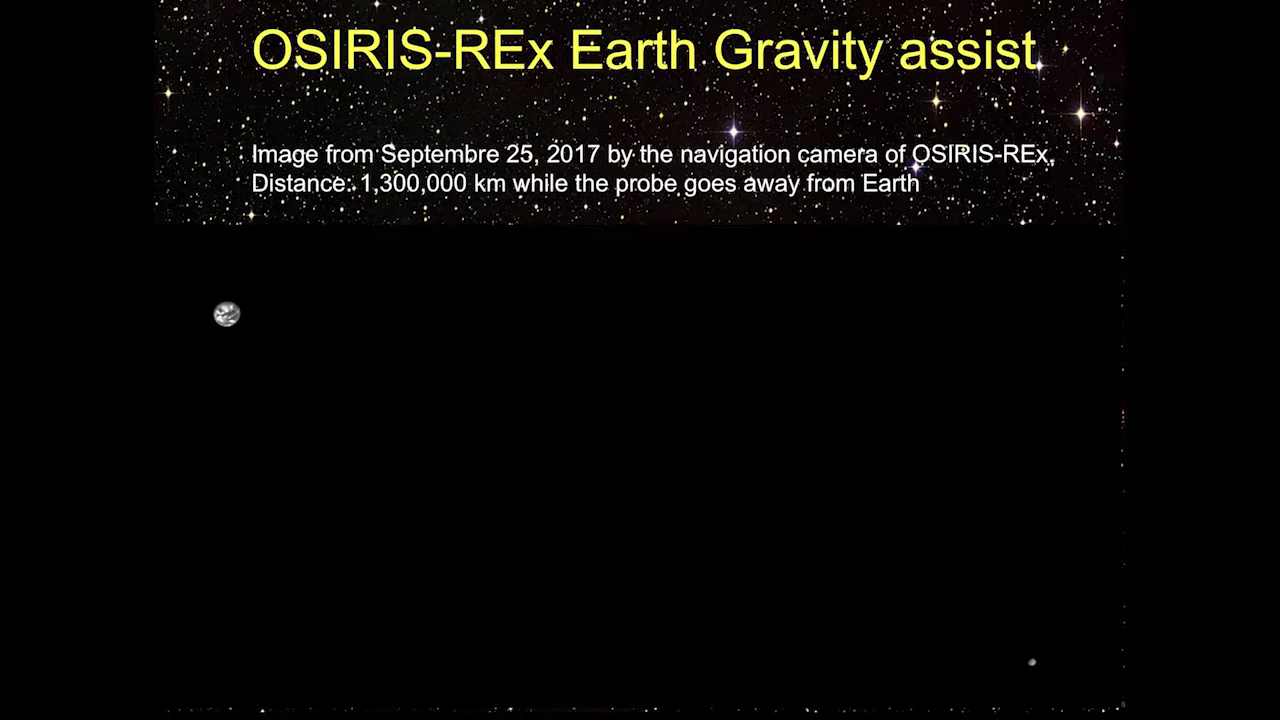 OSIRIS-REx Earth Gravity assist
Image from Septembre 25, 2017 by the navigation camera of OSIRIS-REx,
Distance: 1,300,000 km while the probe goes away from Earth